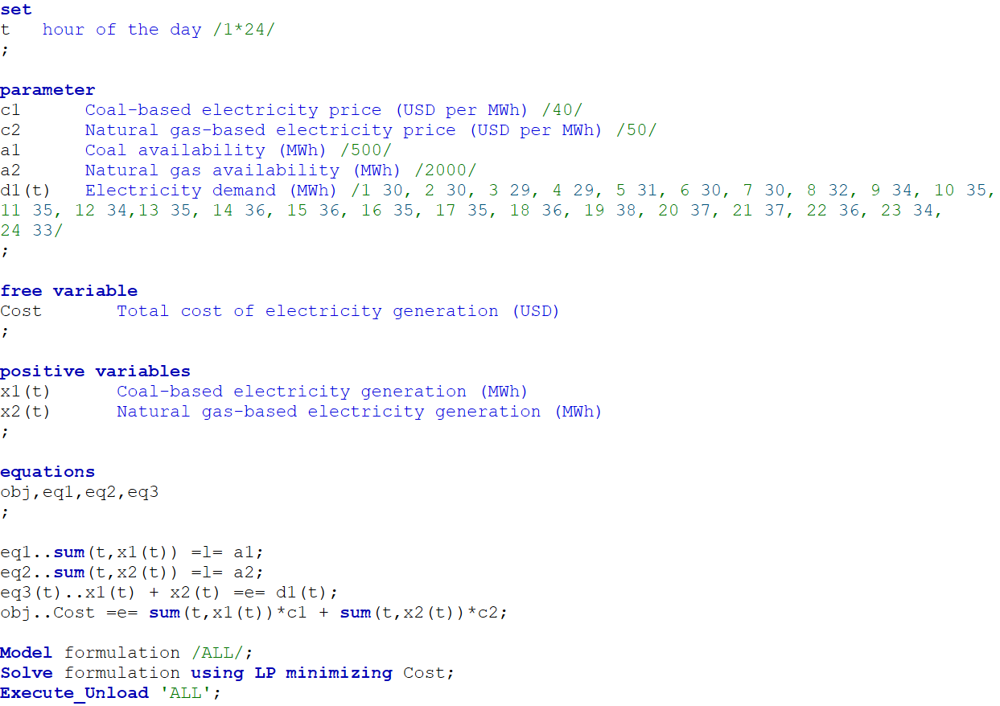 set
t   hour of the day /1*24/
;
parameter
c1      Coal-based electricity price (USD per MWh) /40/
c2      Natural gas-based electricity price (USD per MWh) /50/
a1      Coal availability (MWh) /500/
a2      Natural gas availability (MWh) /2000/
d1(t)   Electricity demand (MWh) /1 30, 2 30, 3 29, 4 29, 5 31, 6 30, 7 30, 8 32, 9 34, 10 35,
11 35, 12 34,13 35, 14 36, 15 36, 16 35, 17 35, 18 36, 19 38, 20 37, 21 37, 22 36, 23 34,
24 33/
;
free variable
Cost       Total cost of electricity generation (USD)
;
positive variables
x1(t)      Coal-based electricity generation (MWh)
x2(t)      Natural gas-based electricity generation (MWh)
;
equations
obj,eq1,eq2,eq3
;
eq1..sum(t,x1(t)) =l= a1;
eq2..sum(t,x2(t)) =l= a2;
eq3(t)..x1(t) + x2(t) =e= d1(t);
obj..Cost =e= sum(t,x1(t))*c1 + sum(t,x2(t))*c2;
Model formulation /ALL/;
Solve formulation using LP minimizing Cost;
Execute_Unload 'ALL';